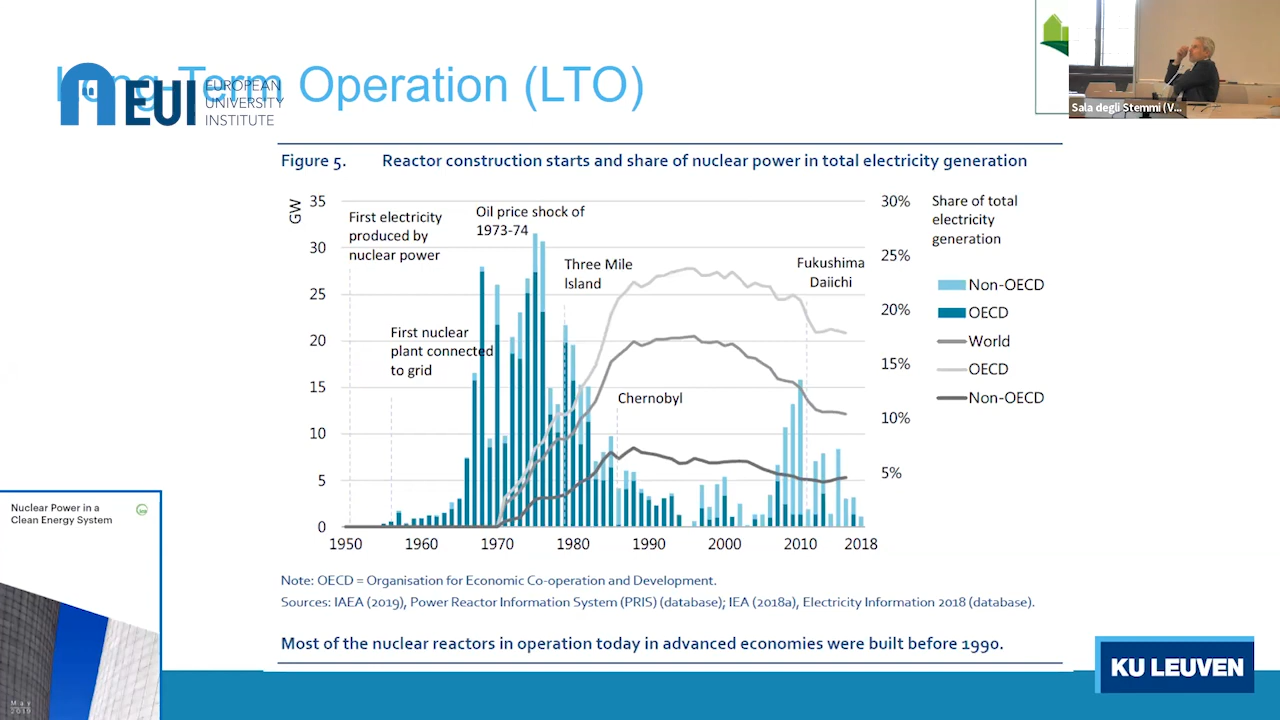 Long-Term Operation (LTO)
EUI
EUROPEAN
UNIVERSITY
INSTITUTE
Sala degli Stemmi (V...
Figure 5. Reactor construction starts and share of nuclear power in total electricity generation
GW
35
30
25
20
15
10
5
0
First electricity
produced by
nuclear power
First nuclear
plant connected
to grid
Oil price shock of
1973-74
Three Mile
Island
Chernobyl
Fukushima
Daiichi
30%
25%
20%
15%
10%
5%
Share of total
electricity
generation
Non-OECD
OECD
World
OECD
Non-OECD
1950 1960 1970 1980 1990 2000 2010 2018
Note: OECD = Organisation for Economic Co-operation and Development.
Sources: IAEA (2019), Power Reactor Information System (PRIS) (database); IEA (2018a), Electricity Information 2018 (database).
Most of the nuclear reactors in operation today in advanced economies were built before 1990.
Nuclear Power in a
Clean Energy System
May
2019
KU LEUVEN